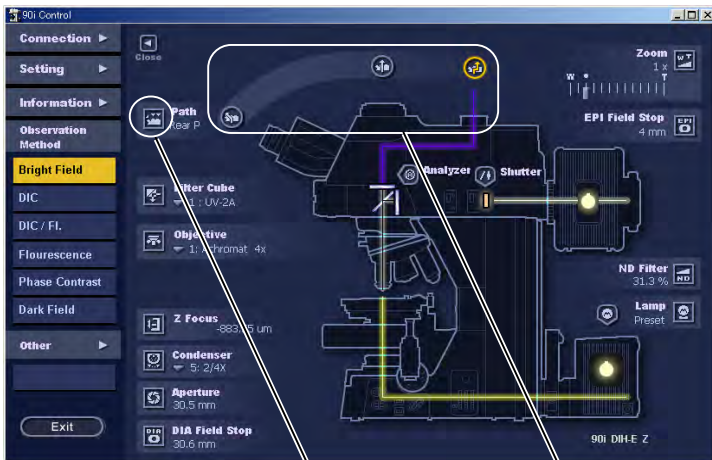 90i Control
Connection
Setting
Information
Observation
Method
Bright Field
DIC
DIC / Fl.
Flourescence
Phase Contrast
Dark Field
Other
Exit
Close
Path
Rear P
Filter Cube
1 : UV-2A
Objective
1: Achromat 4x
Z Focus
um
Condenser
5: 2/4X
Aperture
30.5 mm
DIA
DIA Field Stop
30.6 mm
Analyzer
Shutter
Zoom
1 x
W T
W T
EPI Field Stop
4 mm
EPI
ND Filter
31.3 %
ND
Lamp
Preset
90i DIH-E Z